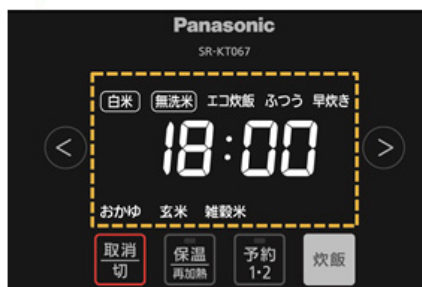 Panasonic
SR-KT067
白米 無洗米 エコ炊飯 ふつう 早炊き
< 18:00 >
おかゆ 玄米 雑穀米
取消
切
保温
再加熱
予約
1・2
炊飯